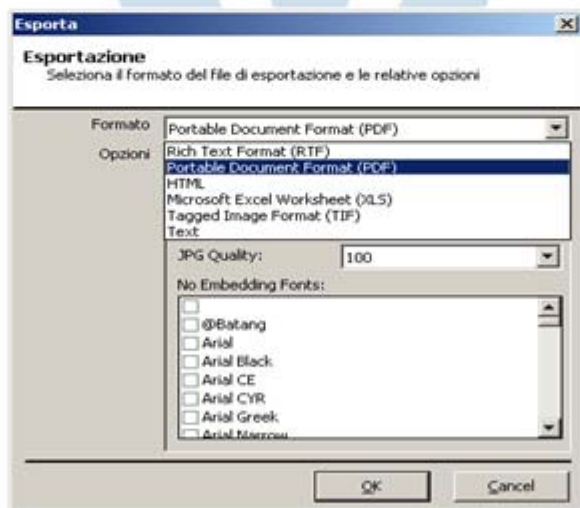 Esporta
Esportazione
Seleziona il formato del file di esportazione e le relative opzioni
Formato
Portable Document Format (PDF)
Opzioni
Rich Text Format (RTF)
Portable Document Format (PDF)
HTML
Microsoft Excel Worksheet (XLS)
Tagged Image Format (TIF)
Text
JPG Quality:
100
No Embedding Fonts:
@Batang
Arial
Arial Black
Arial CE
Arial CYR
Arial Greek
Arial Narrow
OK
Cancel